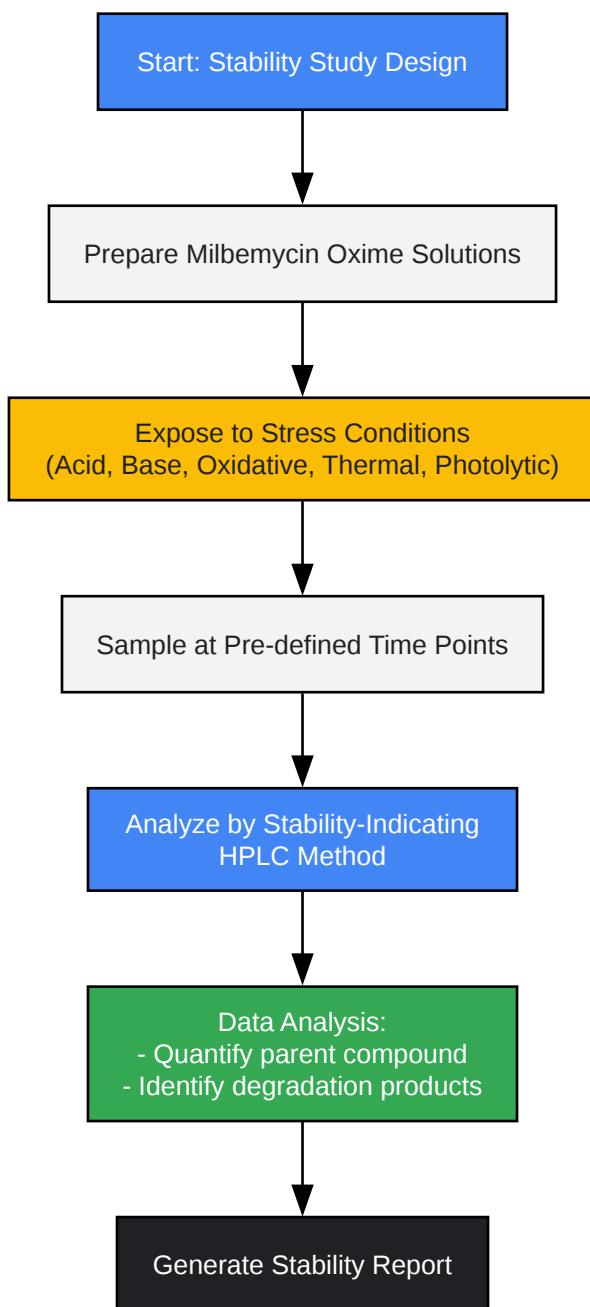 Start: Stability Study Design
Prepare Milbemycin Oxime Solutions
Expose to Stress Conditions
(Acid, Base, Oxidative, Thermal, Photolytic)
Sample at Pre-defined Time Points
Analyze by Stability-Indicating
HPLC Method
Data Analysis:
- Quantify parent compound
- Identify degradation products
Generate Stability Report